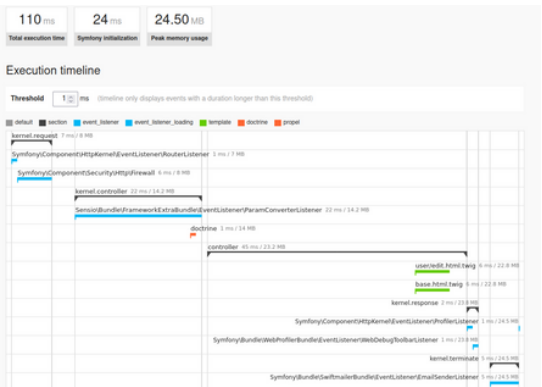 110 ms
24 ms
24.50 MB
Total execution time
Symfony initialization
Peak memory usage
Execution timeline
Threshold 1 ms (timeline only displays events with a duration longer than this threshold)
default section event_listener event_listener_loading template doctrine propel
kernel.request 7 ms / 8 MB
Symfony\Component\HttpKernel\EventListener\RouterListener 1 ms / 7 MB
Symfony\Component\Security\Http\Firewall 6 ms / 8 MB
kernel.controller 22 ms / 14.2 MB
Sensio\Bundle\FrameworkExtraBundle\EventListener\ParamConverterListener 22 ms / 14.2 MB
doctrine 1 ms / 14 MB
controller 45 ms / 23.2 MB
user/edit.html.twig 6 ms / 22.8 MB
base.html.twig 6 ms / 22.8 MB
kernel.response 2 ms / 23.8 MB
Symfony\Component\HttpKernel\EventListener\ProfilerListener 1 ms / 24.5 MB
Symfony\Bundle\WebProfilerBundle\EventListener\WebDebugToolbarListener 1 ms / 23.8 MB
kernel.terminate 5 ms / 24.5 MB
Symfony\Bundle\SwiftmailerBundle\EventListener\EmailSenderListener 5 ms / 24.5 MB